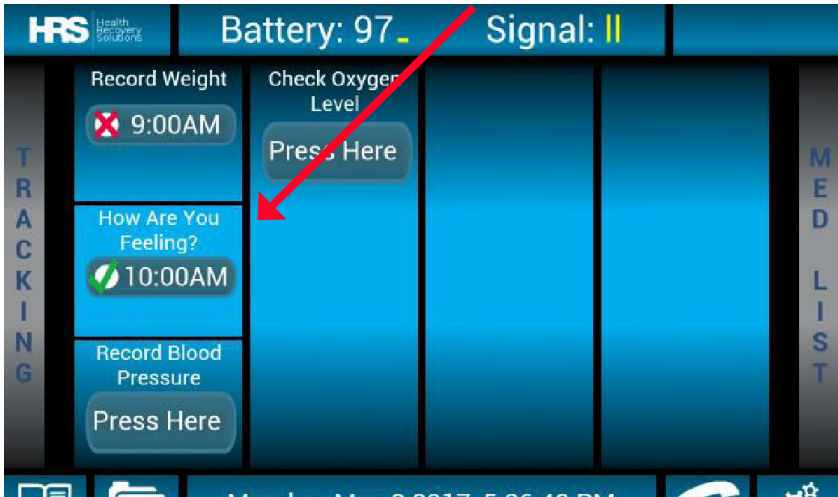 HRS Health
Recovery
Solutions
Battery: 97
Signal:
TRACKING
Record Weight
9:00AM
How Are You
Feeling?
10:00AM
Record Blood
Pressure
Press Here
Check Oxygen
Level
Press Here
MED LIST